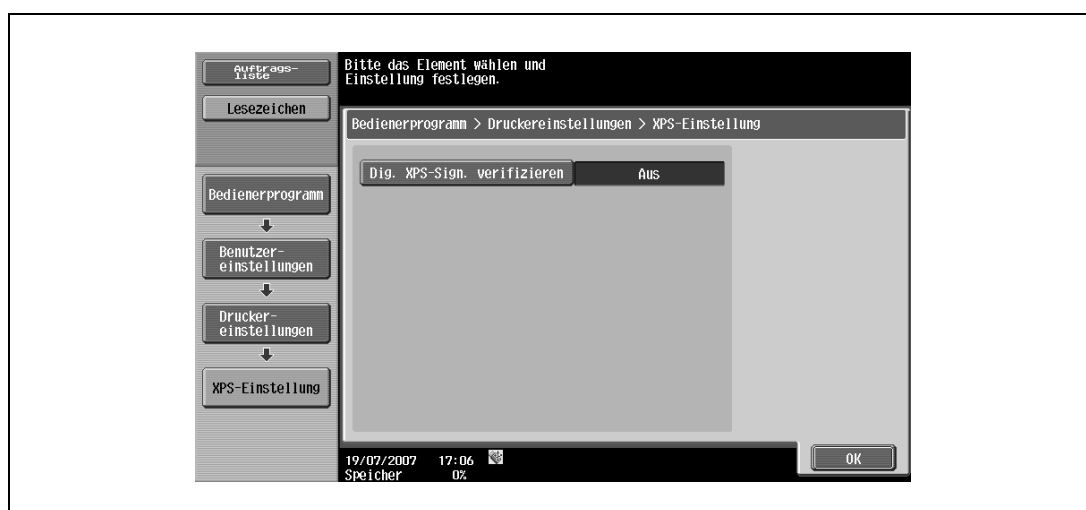 Auftrags-
liste
Lesezeichen
Bitte das Element wählen und
Einstellung festlegen.
Bedienerprogramm > Druckereinstellungen > XPS-Einstellung
Dig. XPS-Sign. verifizieren
Aus
Bedienerprogramm
Benutzer-
einstellungen
Drucker-
einstellungen
XPS-Einstellung
19/07/2007 17:06
Speicher 0%
OK